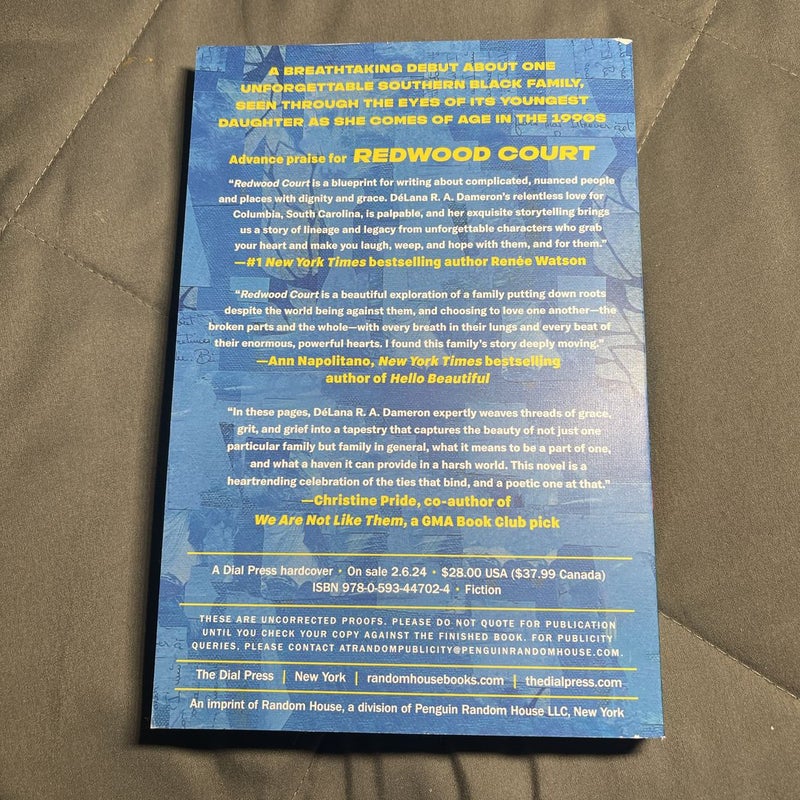 A BREATHTAKING DEBUT ABOUT ONE
UNFORGETTABLE SOUTHERN BLACK FAMILY,
SEEN THROUGH THE EYES OF ITS YOUNGEST
DAUGHTER AS SHE COMES OF AGE IN THE 1990S
Advance praise for REDWOOD COURT
“Redwood Court is a blueprint for writing about complicated, nuanced people
and places with dignity and grace. DéLana R. A. Dameron’s relentless love for
Columbia, South Carolina, is palpable, and her exquisite storytelling brings
us a story of lineage and legacy from unforgettable characters who grab
your heart and make you laugh, weep, and hope with them, and for them.”
—#1 New York Times bestselling author Renée Watson
“Redwood Court is a beautiful exploration of a family putting down roots
despite the world being against them, and choosing to love one another—the
broken parts and the whole—with every breath in their lungs and every beat of
their enormous, powerful hearts. I found this family’s story deeply moving.”
—Ann Napolitano, New York Times bestselling
author of Hello Beautiful
“In these pages, DéLana R. A. Dameron expertly weaves threads of grace,
grit, and grief into a tapestry that captures the beauty of not just one
particular family but family in general, what it means to be a part of one,
and what a haven it can provide in a harsh world. This novel is a
heartrending celebration of the ties that bind, and a poetic one at that.”
—Christine Pride, co-author of
We Are Not Like Them, a GMA Book Club pick
A Dial Press hardcover • On sale 2.6.24 • $28.00 USA ($37.99 Canada)
ISBN 978-0-593-44702-4 • Fiction
THESE ARE UNCORRECTED PROOFS. PLEASE DO NOT QUOTE FOR PUBLICATION
UNTIL YOU CHECK YOUR COPY AGAINST THE FINISHED BOOK. FOR PUBLICITY
QUERIES, PLEASE CONTACT ATRANDOMPUBLICITY@PENGUINRANDOMHOUSE.COM.
The Dial Press | New York | randomhousebooks.com | thedialpress.com
An imprint of Random House, a division of Penguin Random House LLC, New York